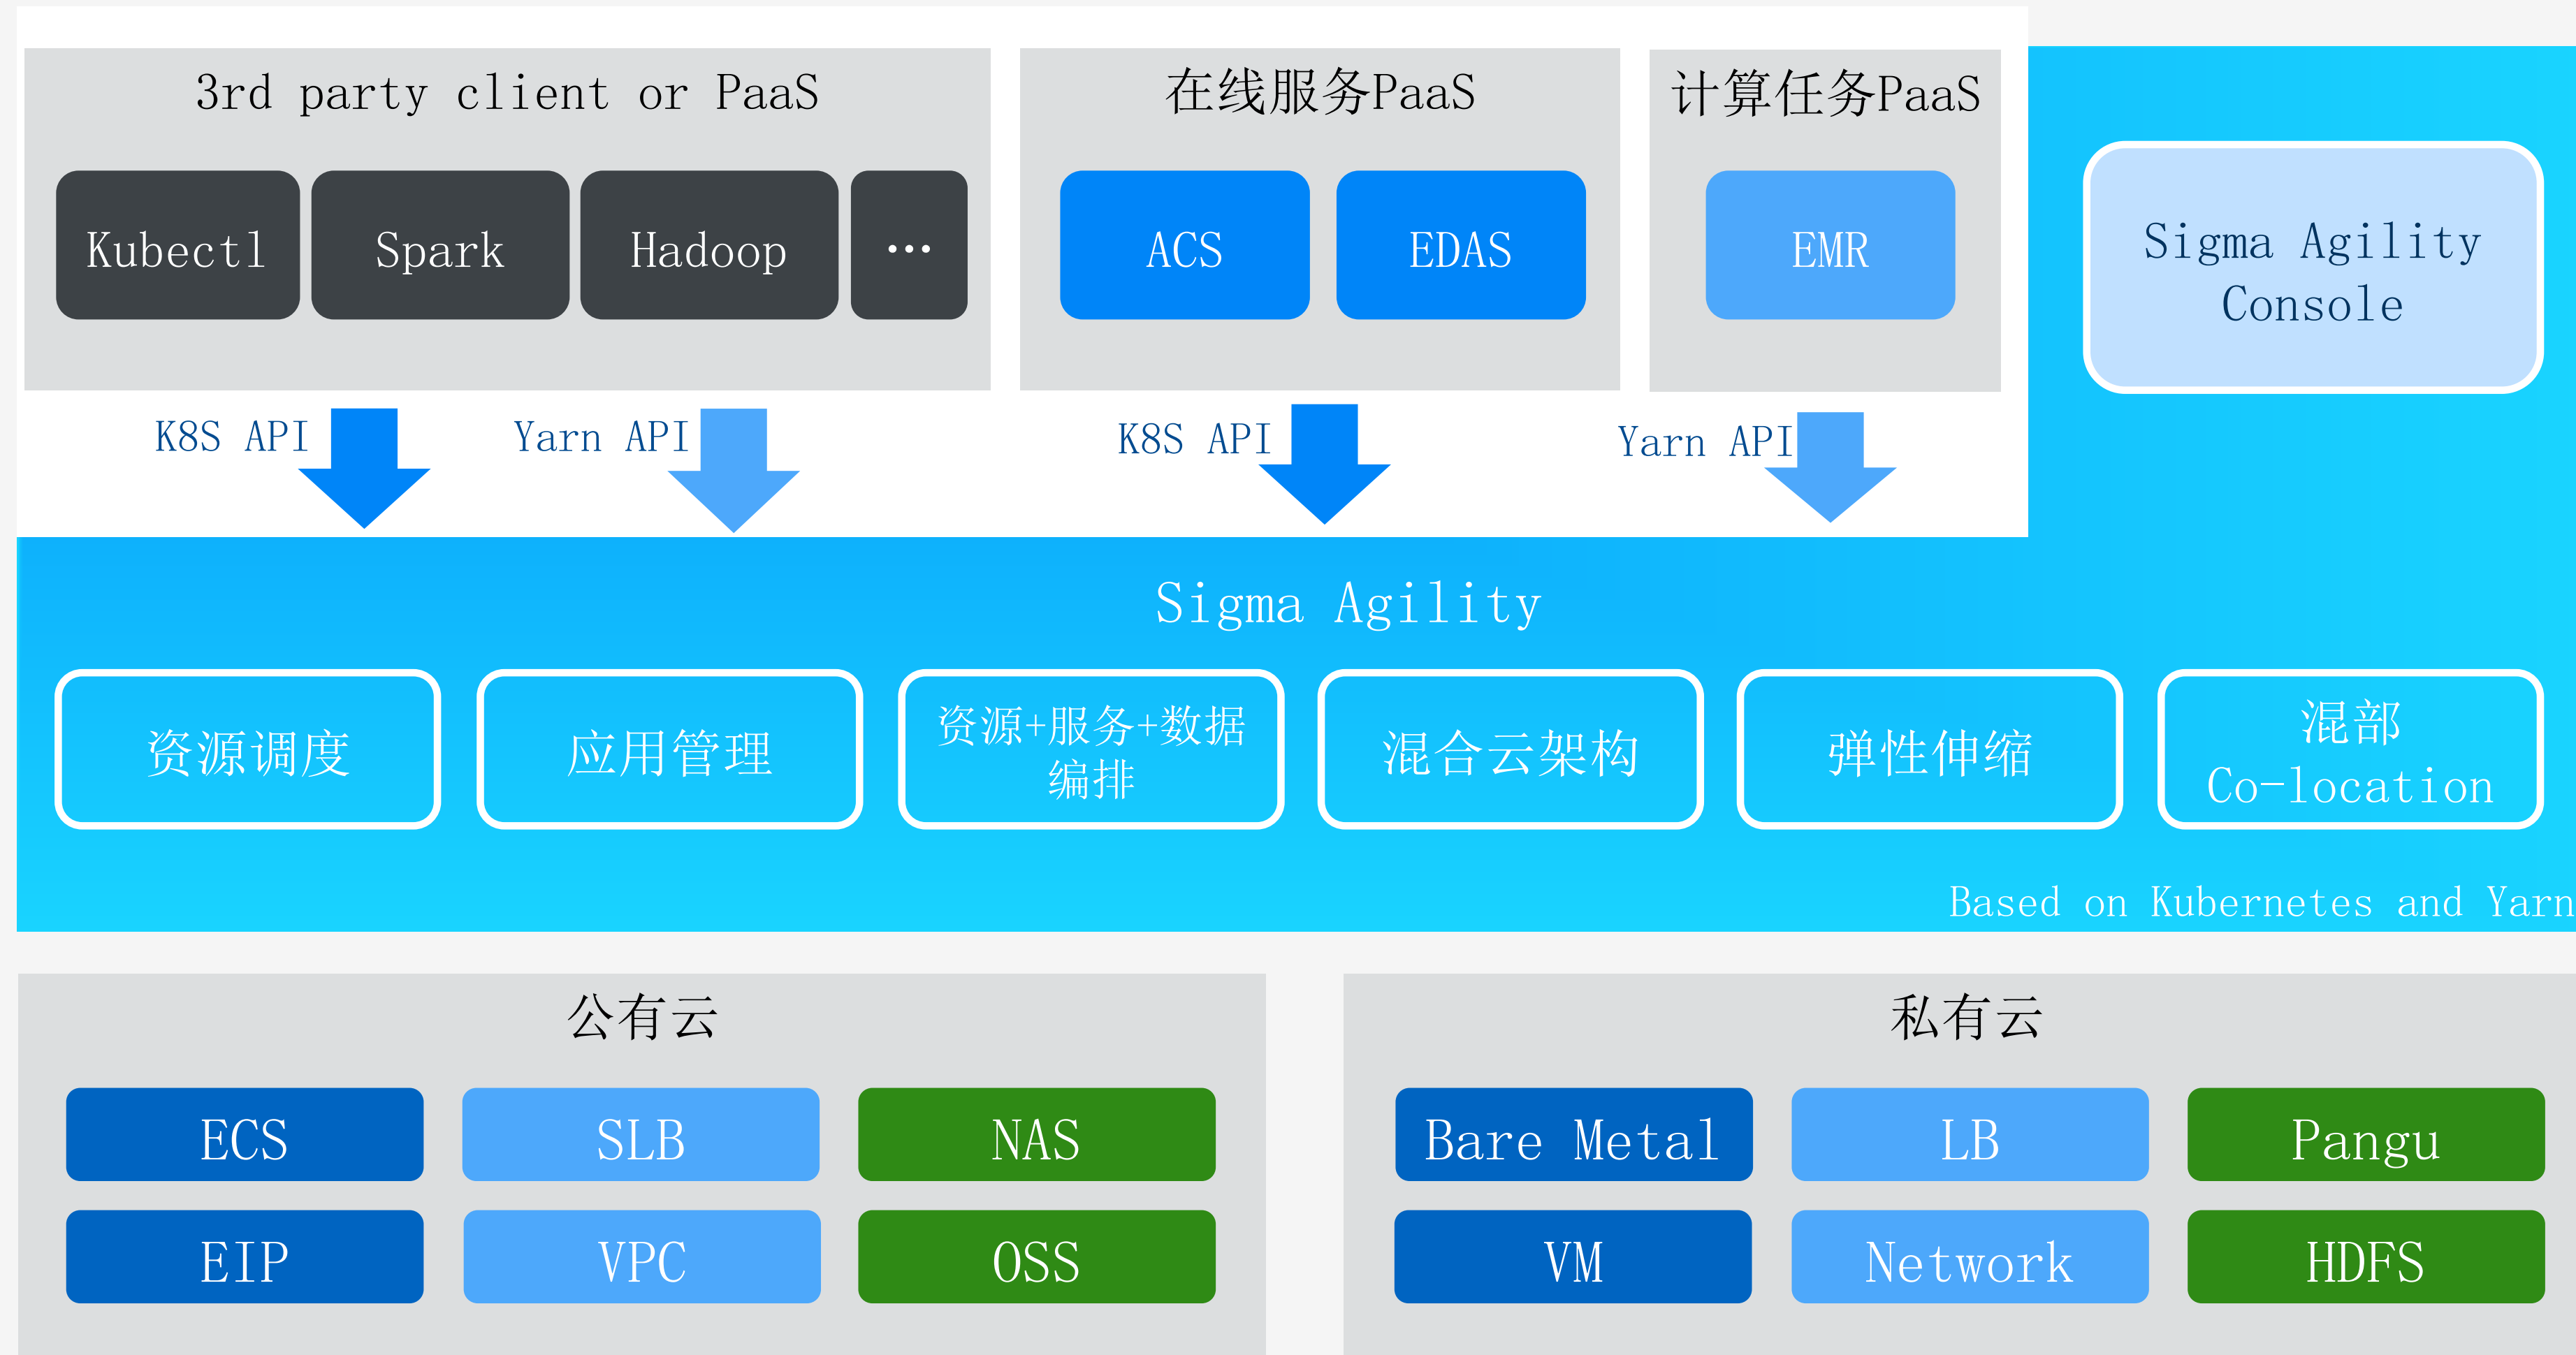 3rd party client or PaaS
Kubectl
Spark
Hadoop
…
在线服务PaaS
ACS
EDAS
计算任务PaaS
EMR
Sigma Agility
Console
K8S API
Yarn API
K8S API
Yarn API
Sigma Agility
资源调度
应用管理
资源+服务+数据
编排
混合云架构
弹性伸缩
混部
Co-location
Based on Kubernetes and Yarn
公有云
ECS
SLB
NAS
EIP
VPC
OSS
私有云
Bare Metal
LB
Pangu
VM
Network
HDFS